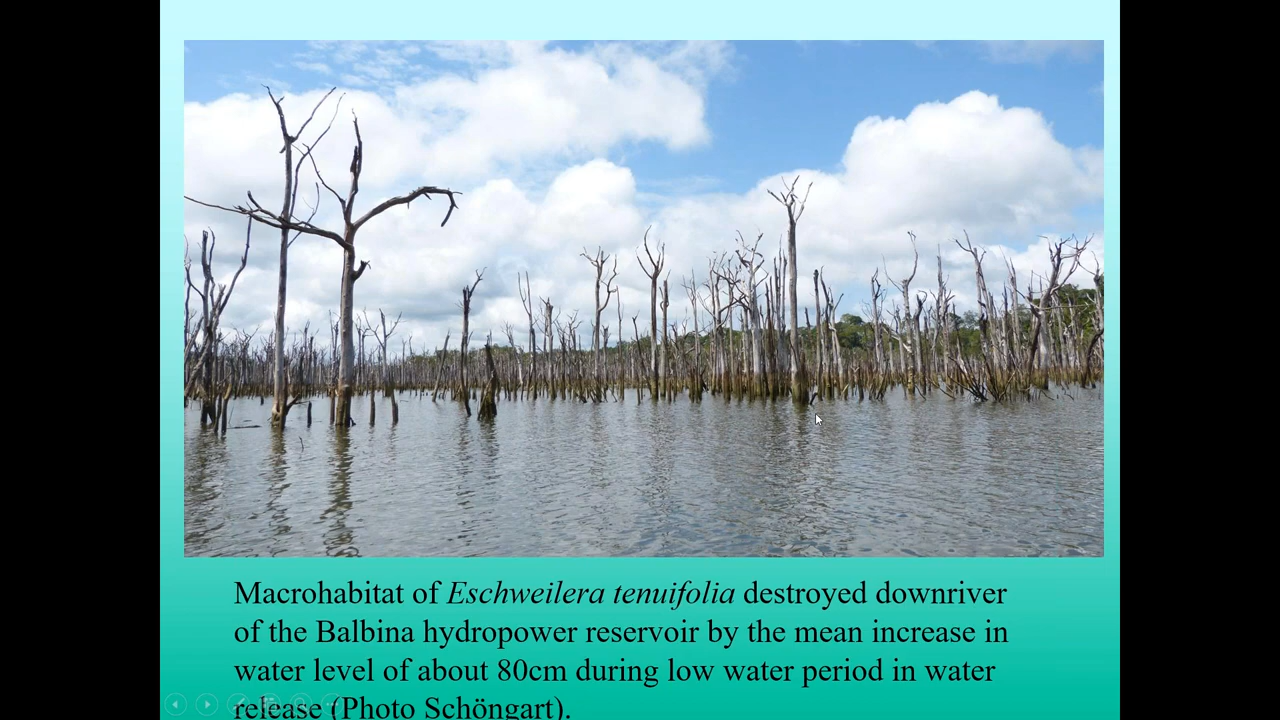 Macrohabitat of Eschweilera tenuifolia destroyed downriver
of the Balbina hydropower reservoir by the mean increase in
water level of about 80cm during low water period in water
release (Photo Schöngart).